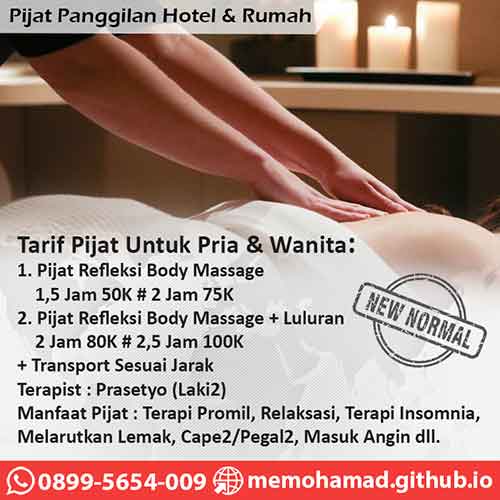 Pijat Panggilan Hotel & Rumah
Tarif Pijat Untuk Pria & Wanita:
1. Pijat Refleksi Body Massage
1,5 Jam 50K # 2 Jam 75K
2. Pijat Refleksi Body Massage + Luluran
2 Jam 80K # 2,5 Jam 100K
+ Transport Sesuai Jarak
Terapist : Prasetyo (Laki2)
Manfaat Pijat : Terapi Promil, Relaksasi, Terapi Insomnia,
Melarutkan Lemak, Cape2/Pegal2, Masuk Angin dll.
NEW NORMAL
0899-5654-009 memohamad.github.io